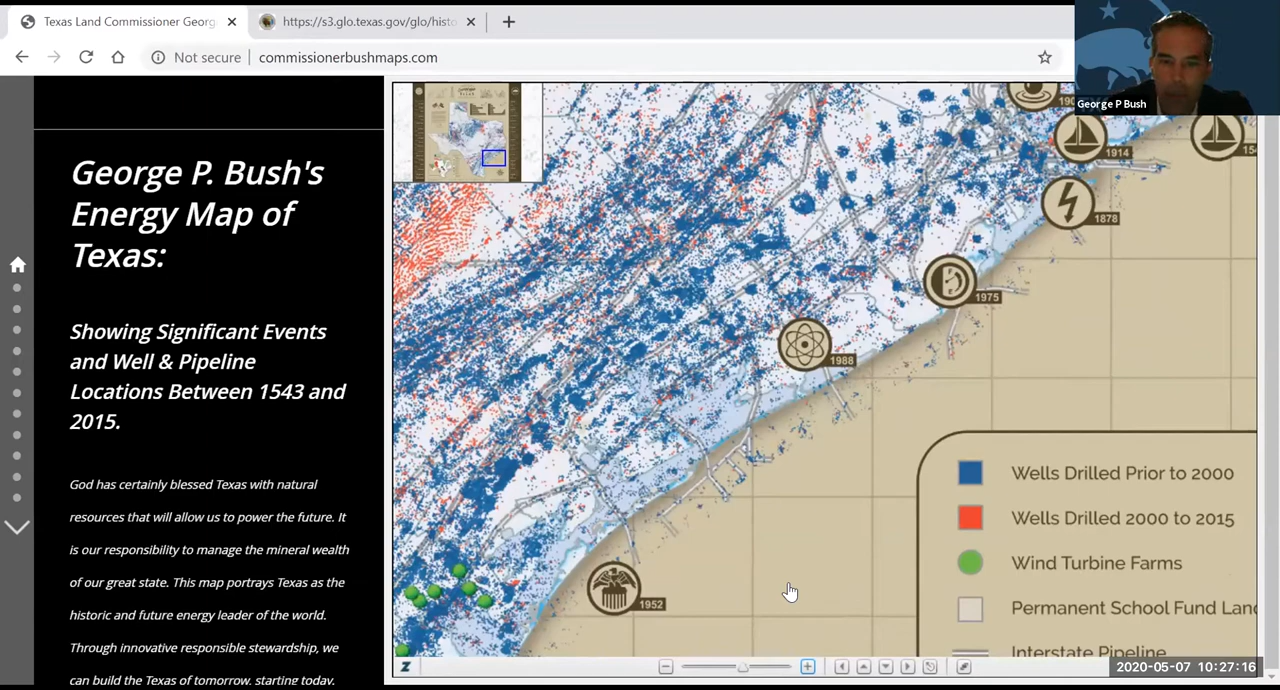 Texas Land Commissioner Georg
https://s3.glo.texas.gov/glo/histo
Not secure
commissionerbushmaps.com
George P Bush
George P. Bush's
Energy Map of
Texas:
Showing Significant Events
and Well & Pipeline
Locations Between 1543 and
2015.
God has certainly blessed Texas with natural
resources that will allow us to power the future. It
is our responsibility to manage the mineral wealth
of our great state. This map portrays Texas as the
historic and future energy leader of the world.
Through innovative responsible stewardship, we
can build the Texas of tomorrow, starting today.
190
1914
154
1878
1975
1988
1952
Wells Drilled Prior to 2000
Wells Drilled 2000 to 2015
Wind Turbine Farms
Permanent School Fund Lan
Interstate Pipeline
Z
2020-05-07 10:27:16